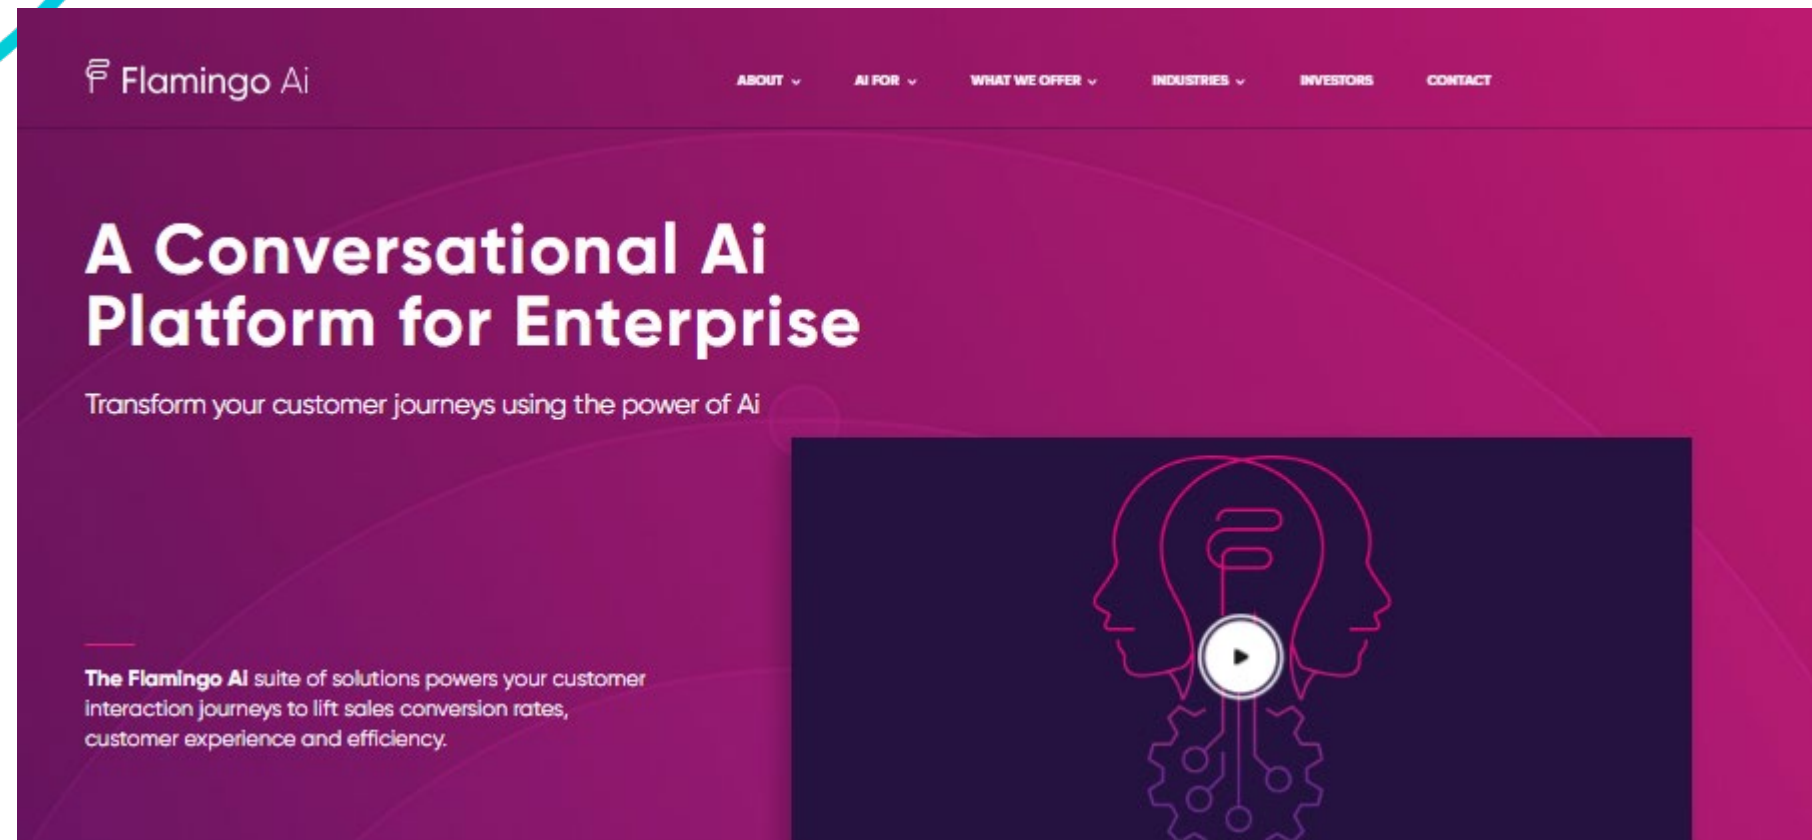 Flamingo Ai
ABOUT
AI FOR
WHAT WE OFFER
INDUSTRIES
INVESTORS
CONTACT
A Conversational Ai
Platform for Enterprise
Transform your customer journeys using the power of Ai
The Flamingo AI suite of solutions powers your customer
interaction journeys to lift sales conversion rates,
customer experience and efficiency.